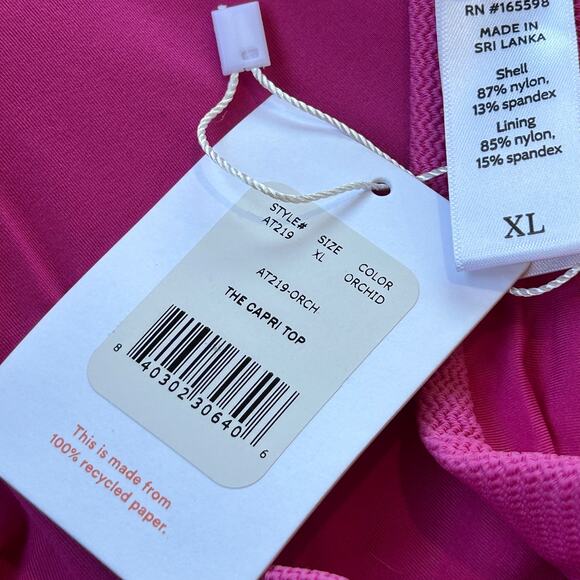 RN #165598
MADE IN
SRI LANKA
Shell
87% nylon,
13% spandex
Lining
85% nylon,
15% spandex
XL
STYLE# SIZE COLOR
AT219 XL ORCHID
AT219-ORCH
THE CAPRI TOP
8 40302 30640 6
This is made from
100% recycled paper.